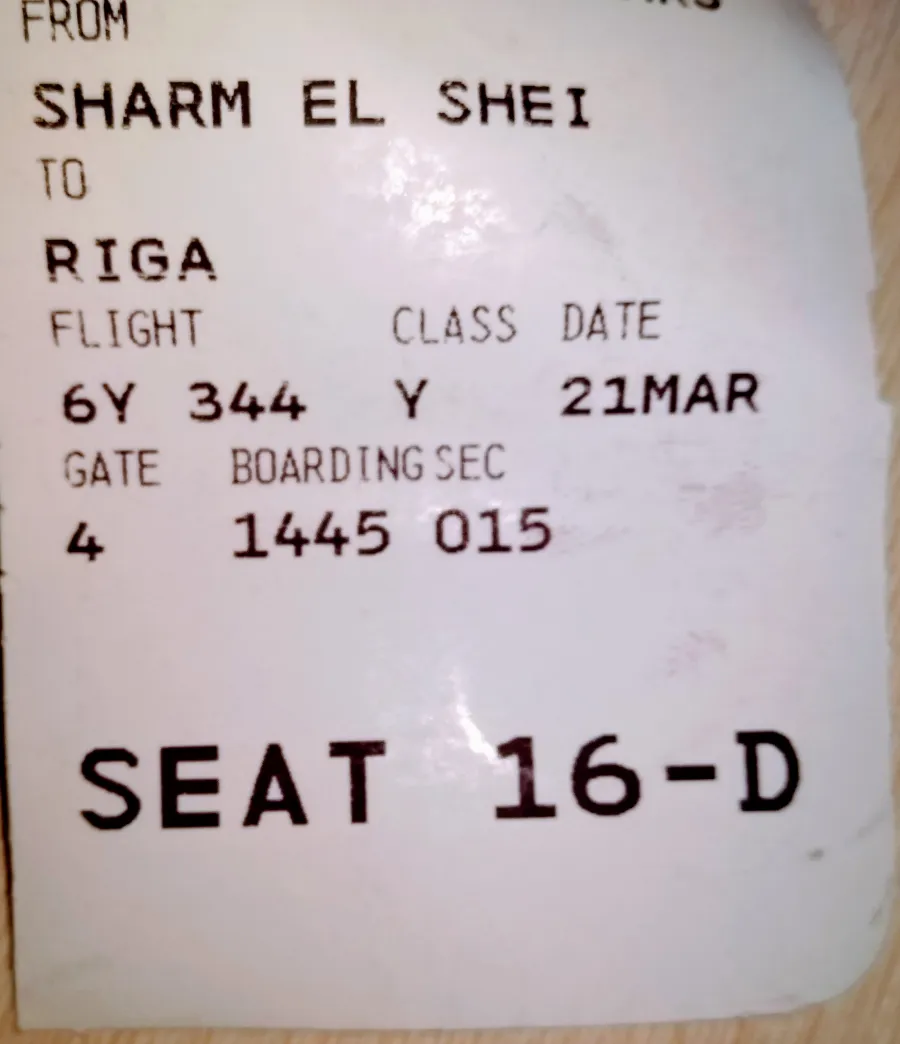 FROM
SHARM EL SHEI
TO
RIGA
FLIGHT CLASS DATE
6Y 344 Y 21MAR
GATE BOARDING SEC
4 1445 015
SEAT 16-D